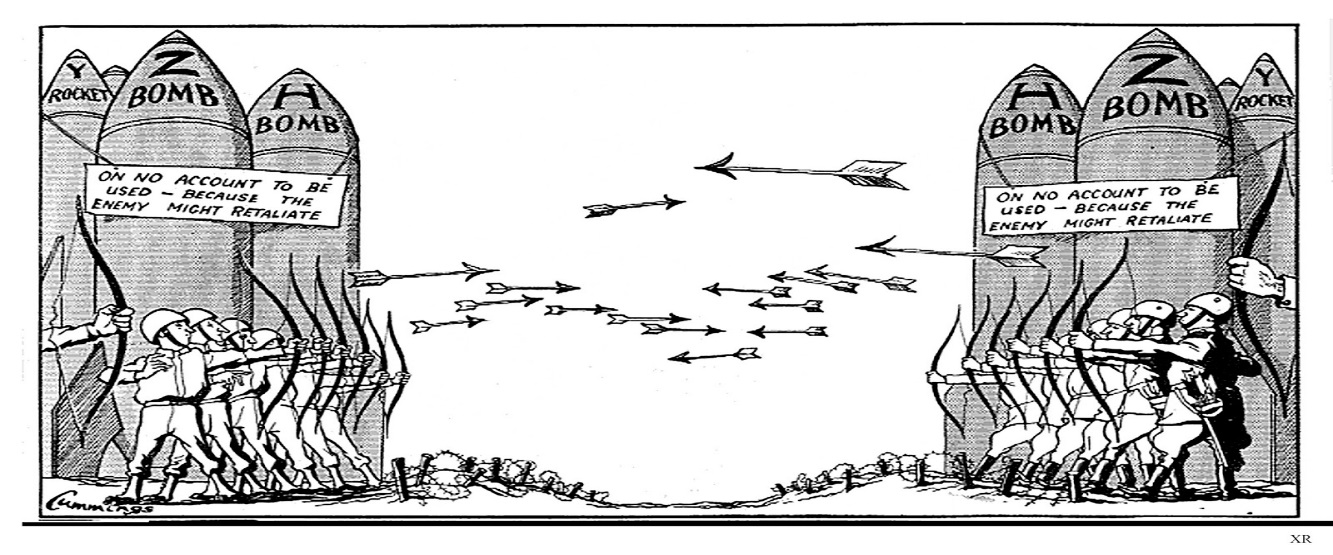 Y
ROCKET
Z
BOMB
H
BOMB
ON NO ACCOUNT TO BE
USED – BECAUSE THE
ENEMY MIGHT RETALIATE
H
BOMB
Z
BOMB
Y
ROCKET
ON NO ACCOUNT TO BE
USED – BECAUSE THE
ENEMY MIGHT RETALIATE
Cummings
XR